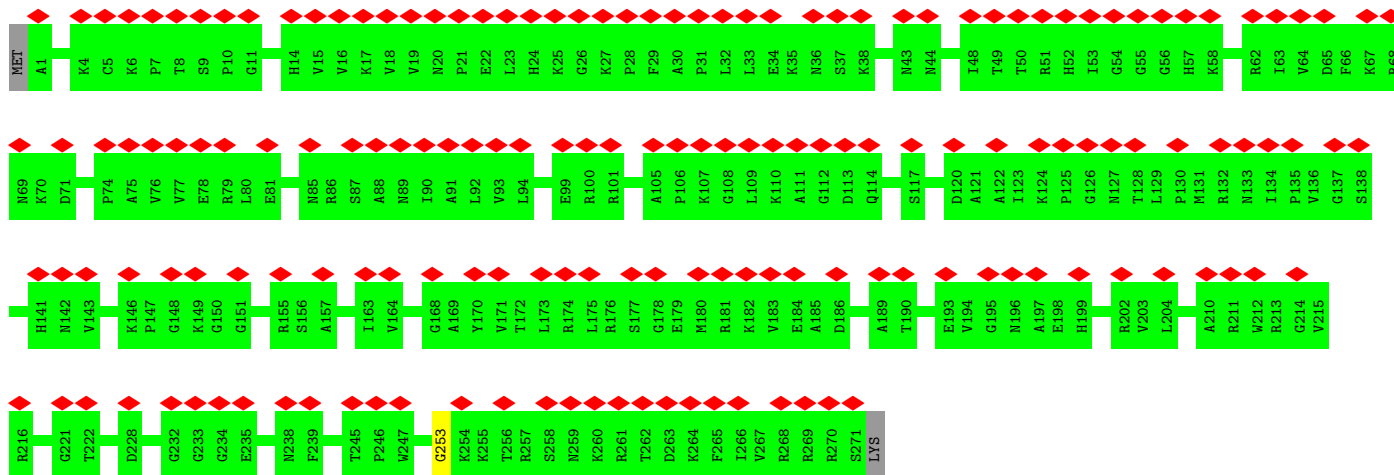 MET A1 K4 C5 K6 P7 T8 S9 P10 G11 H14 V15 V16 K17 V18 V19 N20 P21 E22 L23 H24 K25 G26 K27 P28 F29 A30 P31 L32 L33 E34 K35 N36 S37 K38 N43 N44 I48 T49 T50 R51 H52 I53 G54 G55 G56 H57 K58 R62 I63 V64 D65 F66 K67 R68
N69 K70 D71 P74 A75 V76 V77 E78 R79 L80 E81 N85 R86 S87 A88 N89 I90 A91 L92 V93 L94 E99 R100 R101 A105 P106 K107 G108 L109 K110 A111 G112 D113 Q114 S117 D120 A121 A122 I123 K124 P125 G126 N127 T128 L129 P130 M131 R132 N133 I134 P135 V136 G137 S138
H141 N142 V143 K146 P147 G148 K149 G150 G151 R155 S156 A157 I163 V164 G168 A169 Y170 V171 T172 L173 R174 L175 R176 S177 G178 E179 M180 R181 K182 V183 E184 A185 D186 A189 T190 E193 V194 G195 N196 A197 E198 H199 R202 V203 L204 A210 R211 W212 R213 G214 V215
R216 G221 T222 D228 G232 G233 G234 E235 N238 F239 T245 P246 W247 G253 K254 K255 T256 R257 S258 N259 K260 R261 T262 D263 K264 F265 I266 V267 R268 R269 R270 S271 LYS